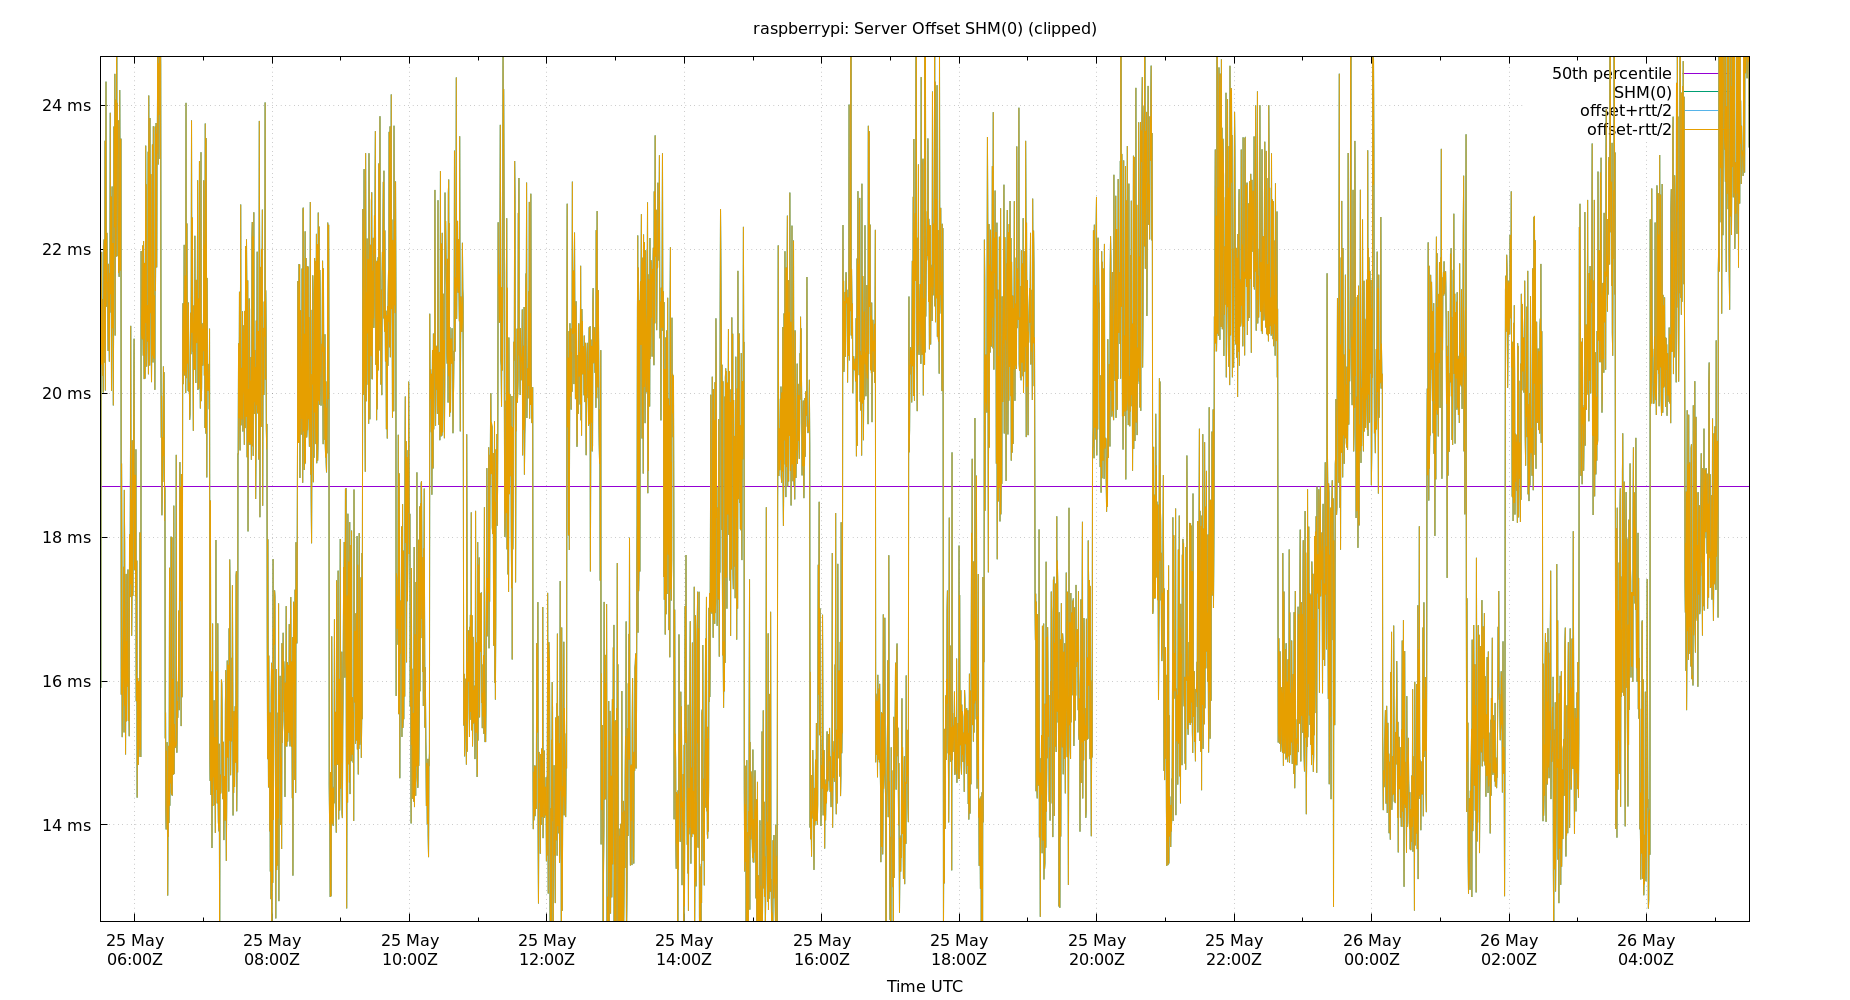 raspberrypi: Server Offset SHM(0) (clipped)
50th percentile
SHM(0)
offset+rtt/2
offset-rtt/2
24 ms
22 ms
20 ms
18 ms
16 ms
14 ms
25 May 25 May 25 May 25 May 25 May 25 May 25 May 25 May 25 May 26 May 26 May 26 May
06:00Z 08:00Z 10:00Z 12:00Z 14:00Z 16:00Z 18:00Z 20:00Z 22:00Z 00:00Z 02:00Z 04:00Z
Time UTC